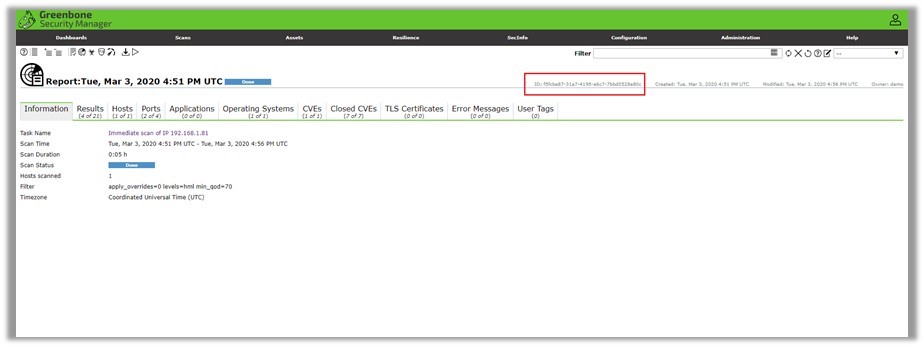 Greenbone
Security Manager
Dashboards Scans Assets Resilience SecInfo Configuration Administration Help
Filter --
Report:Tue, Mar 3, 2020 4:51 PM UTC Done
ID: Created: Tue, Mar 3, 2020 4:51 PM UTC Modified: Tue, Mar 3, 2020 4:56 PM UTC Owner: demo
Information Results Hosts Ports Applications Operating Systems CVEs Closed CVEs TLS Certificates Error Messages User Tags
(4 of 21) (1 of 1) (2 of 4) (0 of 0) (1 of 1) (1 of 1) (7 of 7) (0 of 0) (0 of 0) (0)
Task Name Immediate scan of IP 192.168.1.81
Scan Time Tue, Mar 3, 2020 4:51 PM UTC - Tue, Mar 3, 2020 4:56 PM UTC
Scan Duration 0:05 h
Scan Status Done
Hosts scanned 1
Filter apply_overrides=0 levels=hml min_qod=70
Timezone Coordinated Universal Time (UTC)